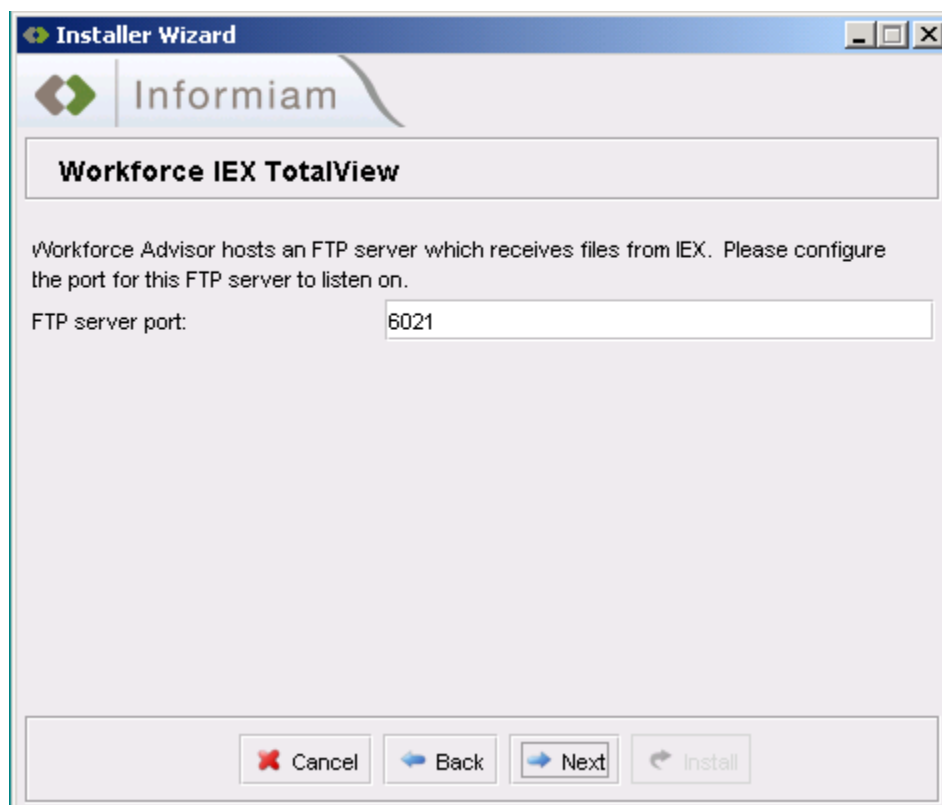 Installer Wizard
Informiam
Workforce IEX TotalView
Workforce Advisor hosts an FTP server which receives files from IEX.  Please configure
the port for this FTP server to listen on.
FTP server port:
6021
Cancel
Back
Next
Install